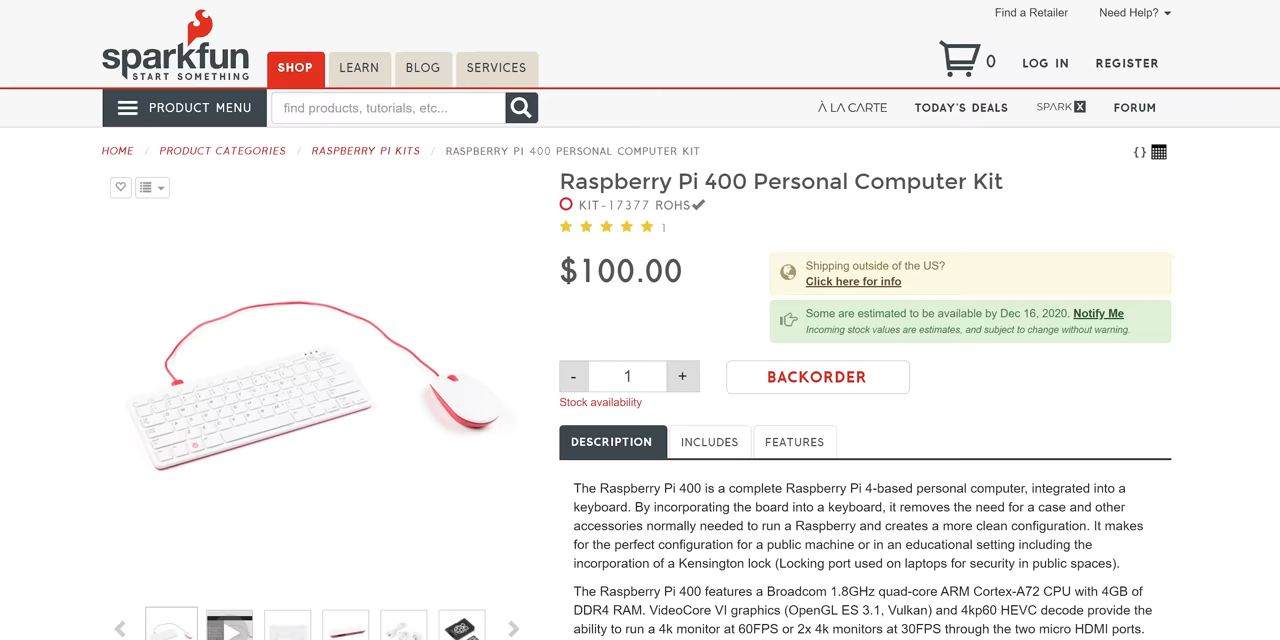 Find a Retailer
Need Help?
sparkfun
START SOMETHING
SHOP
LEARN
BLOG
SERVICES
0
LOG IN
REGISTER
PRODUCT MENU
find products, tutorials, etc...
À LA CARTE
TODAY'S DEALS
SPARK X
FORUM
HOME / PRODUCT CATEGORIES / RASPBERRY PI KITS / RASPBERRY PI 400 PERSONAL COMPUTER KIT
{ }
Raspberry Pi 400 Personal Computer Kit
KIT-17377 ROHS✔
★ ★ ★ ★ ★ 1
$100.00
Shipping outside of the US?
Click here for info
Some are estimated to be available by Dec 16, 2020. Notify Me
Incoming stock values are estimates, and subject to change without warning.
- 1 +
BACKORDER
Stock availability
DESCRIPTION
INCLUDES
FEATURES
The Raspberry Pi 400 is a complete Raspberry Pi 4-based personal computer, integrated into a
keyboard. By incorporating the board into a keyboard, it removes the need for a case and other
accessories normally needed to run a Raspberry and creates a more clean configuration. It makes
for the perfect configuration for a public machine or in an educational setting including the
incorporation of a Kensington lock (Locking port used on laptops for security in public spaces).
The Raspberry Pi 400 features a Broadcom 1.8GHz quad-core ARM Cortex-A72 CPU with 4GB of
DDR4 RAM. VideoCore VI graphics (OpenGL ES 3.1, Vulkan) and 4kp60 HEVC decode provide the
ability to run a 4k monitor at 60FPS or 2x 4k monitors at 30FPS through the two micro HDMI ports.